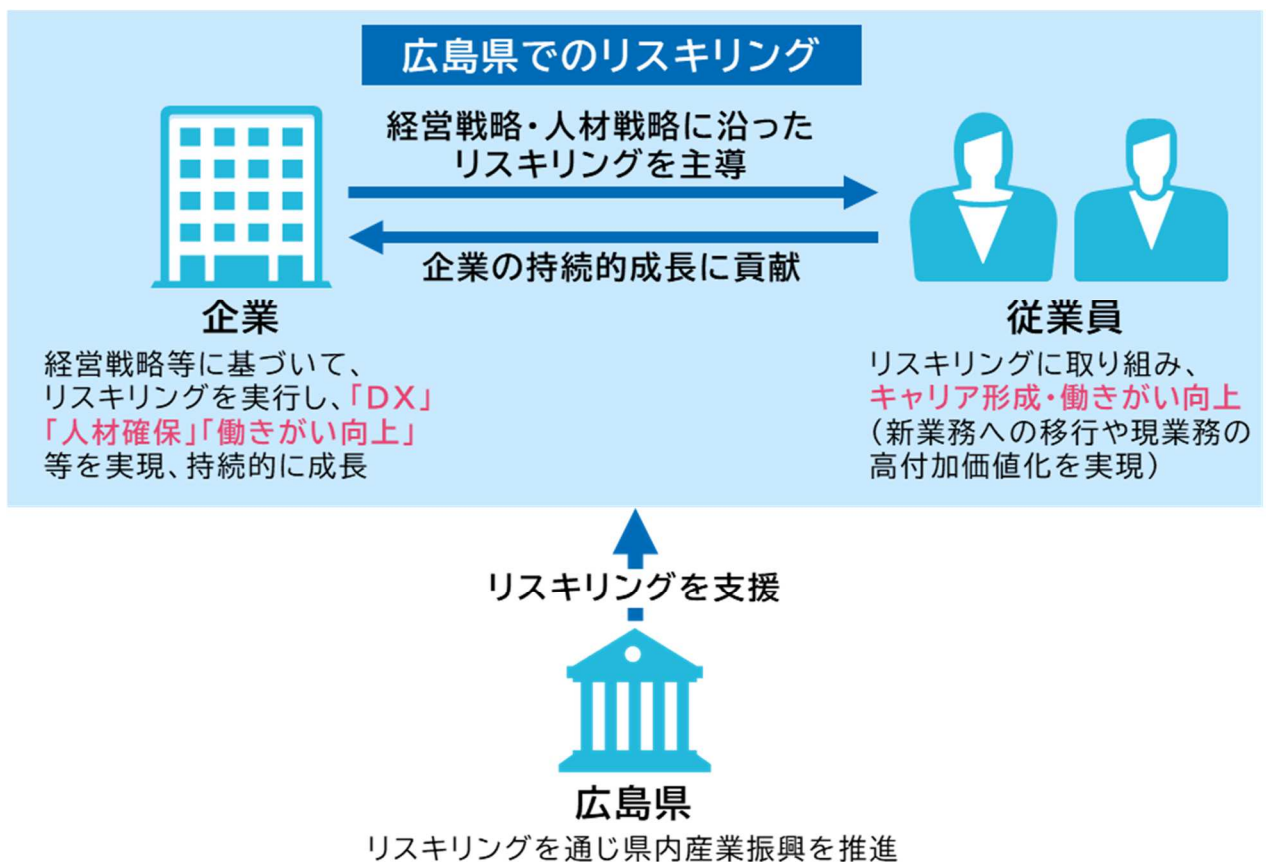 広島県でのリスキリング
経営戦略・人材戦略に沿った
リスキリングを主導
企業の持続的成長に貢献
企業
経営戦略等に基づいて、
リスキリングを実行し、「DX」
「人材確保」「働きがい向上」
等を実現、持続的に成長
従業員
リスキリングに取り組み、
キャリア形成・働きがい向上
（新業務への移行や現業務の
高付加価値化を実現）
リスキリングを支援
広島県
リスキリングを通じ県内産業振興を推進